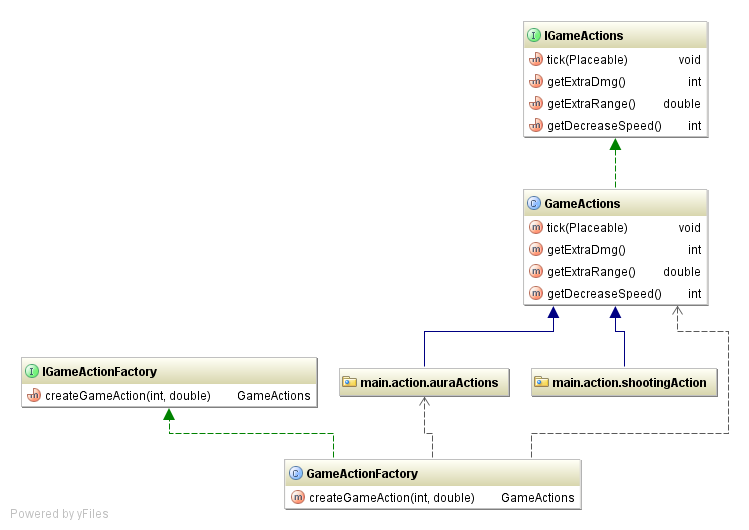 IGameActions
tick(Placeable) void
getExtraDmg() int
getExtraRange() double
getDecreaseSpeed() int
GameActions
tick(Placeable) void
getExtraDmg() int
getExtraRange() double
getDecreaseSpeed() int
IGameActionFactory
createGameAction(int, double) GameActions
main.action.auraActions
main.action.shootingAction
GameActionFactory
createGameAction(int, double) GameActions
Powered by yFiles